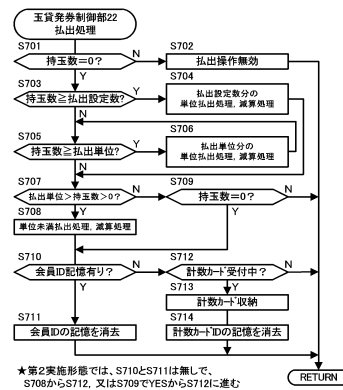 玉貸発券制御部22
払出処理
S701
持玉数=0?
N
S702
払出操作無効
Y
S703
持玉数≧払出設定数?
Y
S704
払出設定数分の
単位払出処理,減算処理
N
S705
持玉数≧払出単位?
Y
S706
払出単位分の
単位払出処理,減算処理
N
S707
払出単位>持玉数>0?
N
S709
持玉数=0?
N
S708
Y
単位未満払出処理,減算処理
Y
S710
会員ID記憶有り?
N
S712
計数カード受付中?
N
Y
Y
S713
計数カード収納
S711
会員IDの記憶を消去
S714
計数カードIDの記憶を消去
★第2実施形態では、S710とS711は無しで、
S708からS712, 又はS709でYESからS712に進む
RETURN